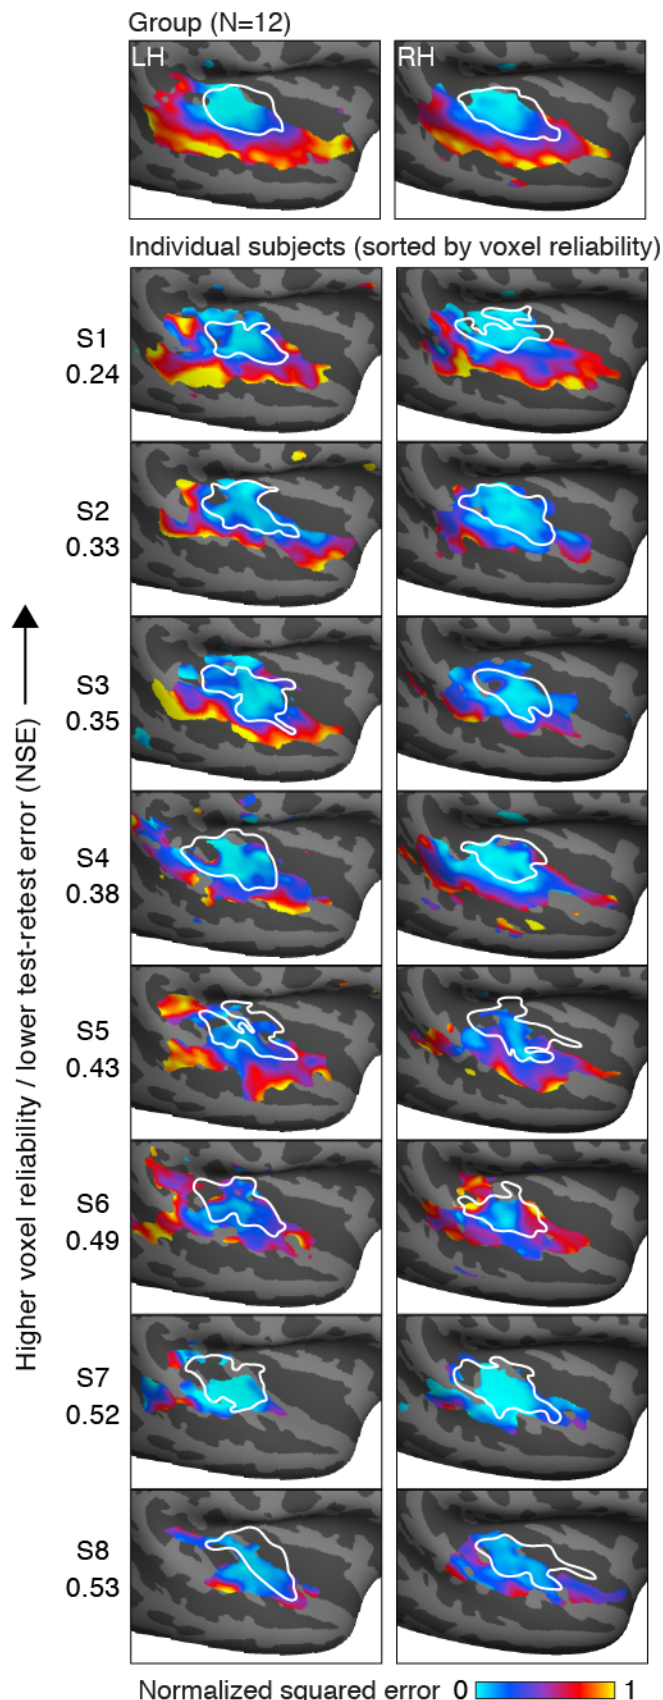 Group (N=12)
LH
RH
Individual subjects (sorted by voxel reliability)
S1
0.24
S2
0.33
S3
0.35
S4
0.38
S5
0.43
S6
0.49
S7
0.52
S8
0.53
Higher voxel reliability / lower test-retest error (NSE)
Normalized squared error 0 1